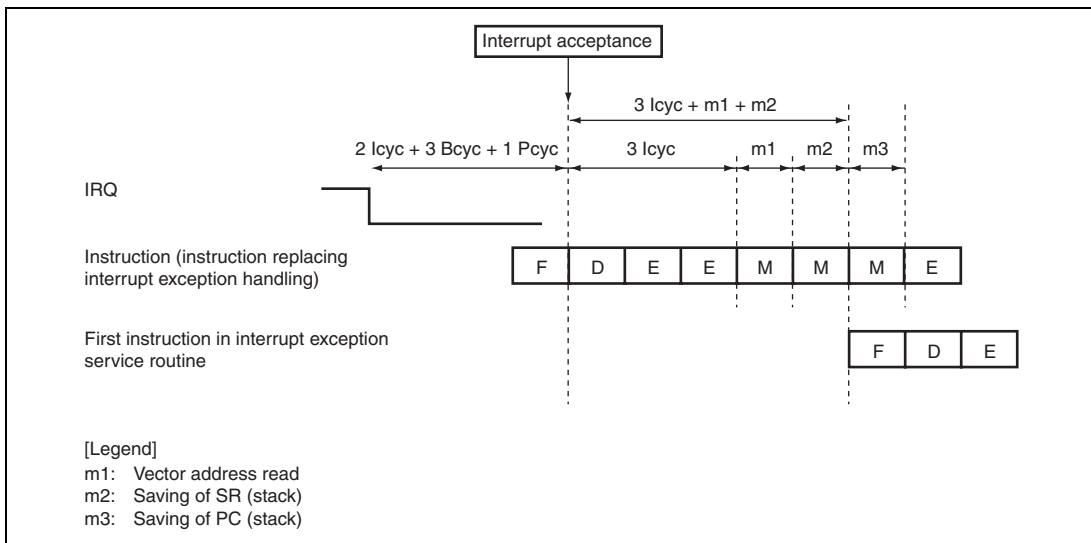 Interrupt acceptance
3 Icyc + m1 + m2
2 Icyc + 3 Bcyc + 1 Pcyc
3 Icyc
m1
m2
m3
IRQ
Instruction (instruction replacing
interrupt exception handling)
F D E E M M M E
First instruction in interrupt exception
service routine
F D E
[Legend]
m1: Vector address read
m2: Saving of SR (stack)
m3: Saving of PC (stack)